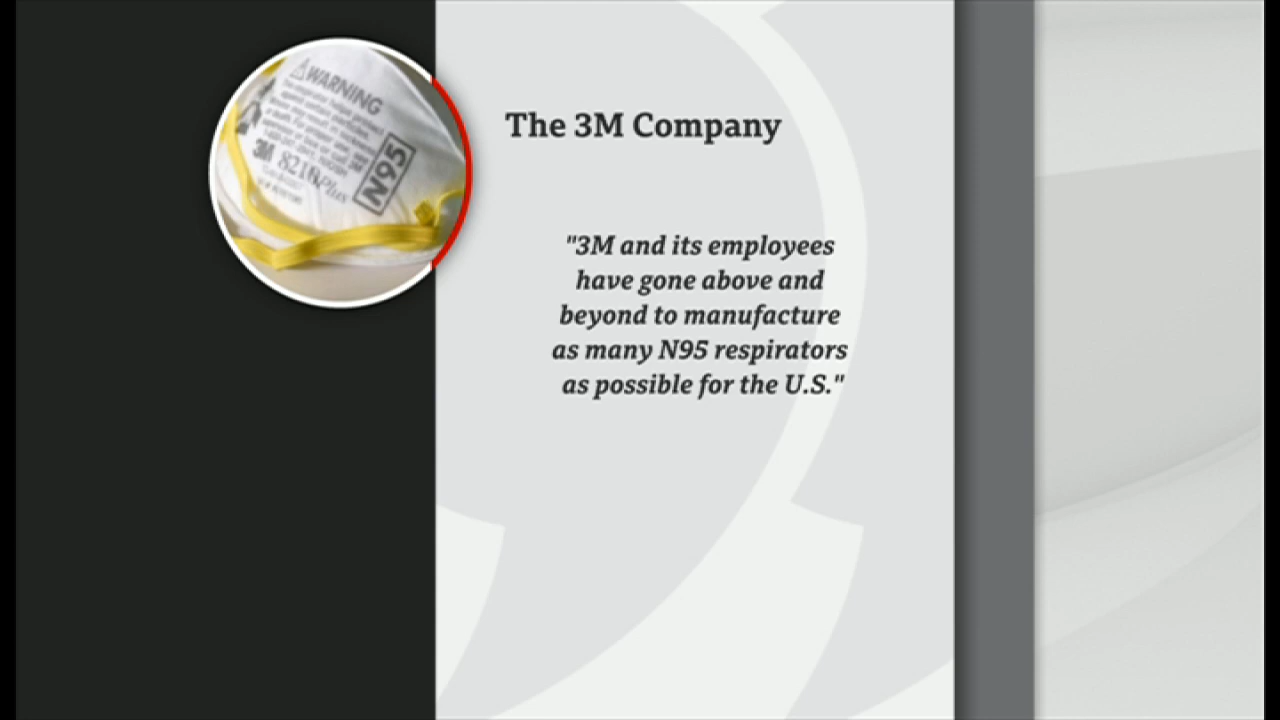 The 3M Company
"3M and its employees
have gone above and
beyond to manufacture
as many N95 respirators
as possible for the U.S."
WARNING
3M
N95